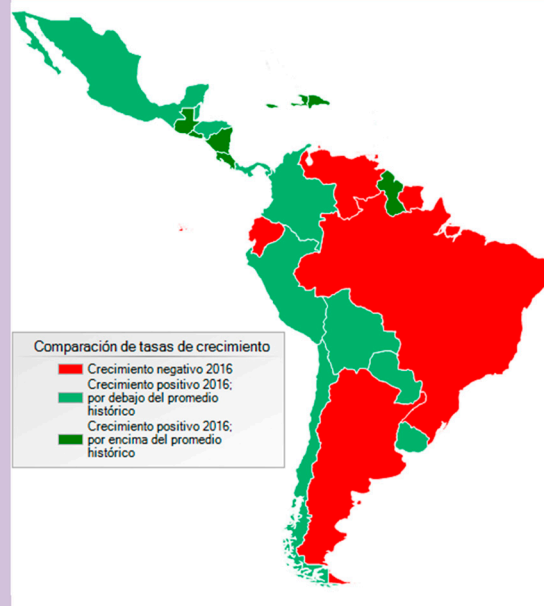 Comparación de tasas de crecimiento
Crecimiento negativo 2016
Crecimiento positivo 2016;
por debajo del promedio
histórico
Crecimiento positivo 2016;
por encima del promedio
histórico